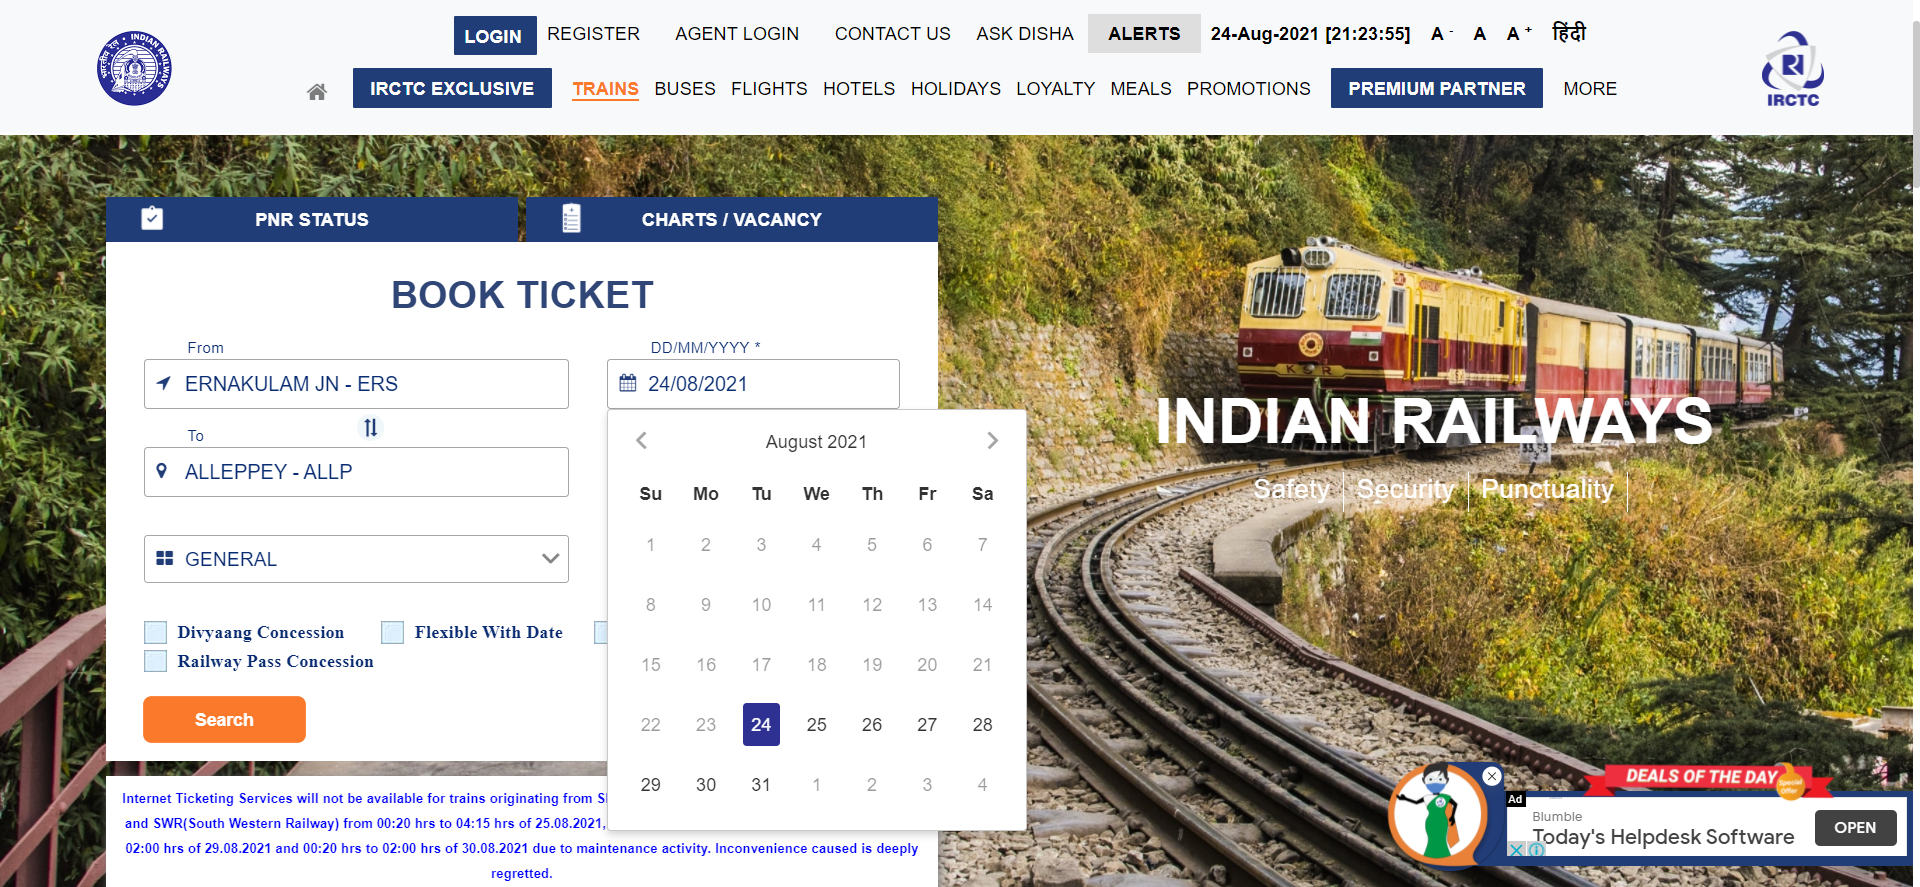 LOGIN REGISTER AGENT LOGIN CONTACT US ASK DISHA ALERTS 24-Aug-2021 [21:23:55] A - A A + हिंदी
INDIAN RAILWAYS
IRCTC EXCLUSIVE TRAINS BUSES FLIGHTS HOTELS HOLIDAYS LOYALTY MEALS PROMOTIONS PREMIUM PARTNER MORE
IRCTC
PNR STATUS
CHARTS / VACANCY
BOOK TICKET
From
ERNAKULAM JN - ERS
DD/MM/YYYY *
24/08/2021
To
ALLEPPEY - ALLP
GENERAL
August 2021
Su Mo Tu We Th Fr Sa
1 2 3 4 5 6 7
8 9 10 11 12 13 14
15 16 17 18 19 20 21
22 23 24 25 26 27 28
29 30 31 1 2 3 4
Divyaang Concession Flexible With Date
Railway Pass Concession
Search
Internet Ticketing Services will not be available for trains originating from
and SWR(South Western Railway) from 00:20 hrs to 04:15 hrs of 25.08.2021,
02:00 hrs of 29.08.2021 and 00:20 hrs to 02:00 hrs of 30.08.2021 due to maintenance activity. Inconvenience caused is deeply
regretted.
INDIAN RAILWAYS
Safety Security Punctuality
DEALS OF THE DAY
Special
Offer
Ad
Blumble
Today's Helpdesk Software
OPEN